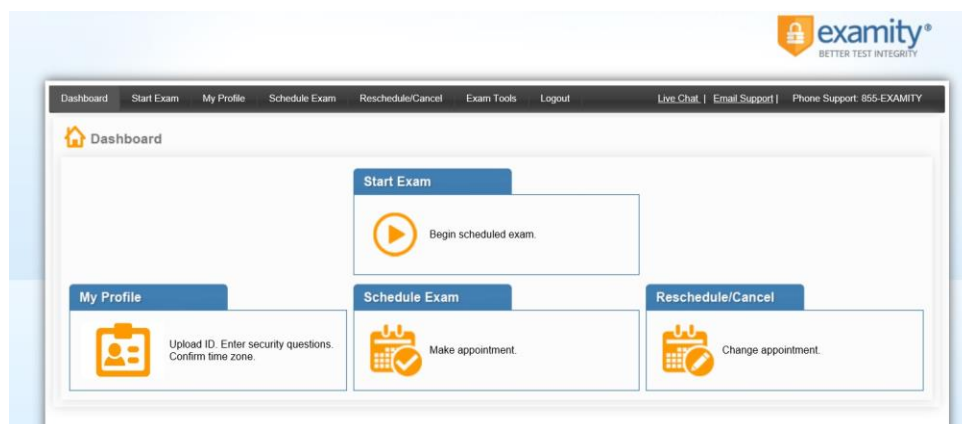 examity®
BETTER TEST INTEGRITY
Dashboard Start Exam My Profile Schedule Exam Reschedule/Cancel Exam Tools Logout Live Chat | Email Support | Phone Support: 855-EXAMITY
Dashboard
Start Exam
Begin scheduled exam.
My Profile
Upload ID. Enter security questions.
Confirm time zone.
Schedule Exam
Make appointment.
Reschedule/Cancel
Change appointment.